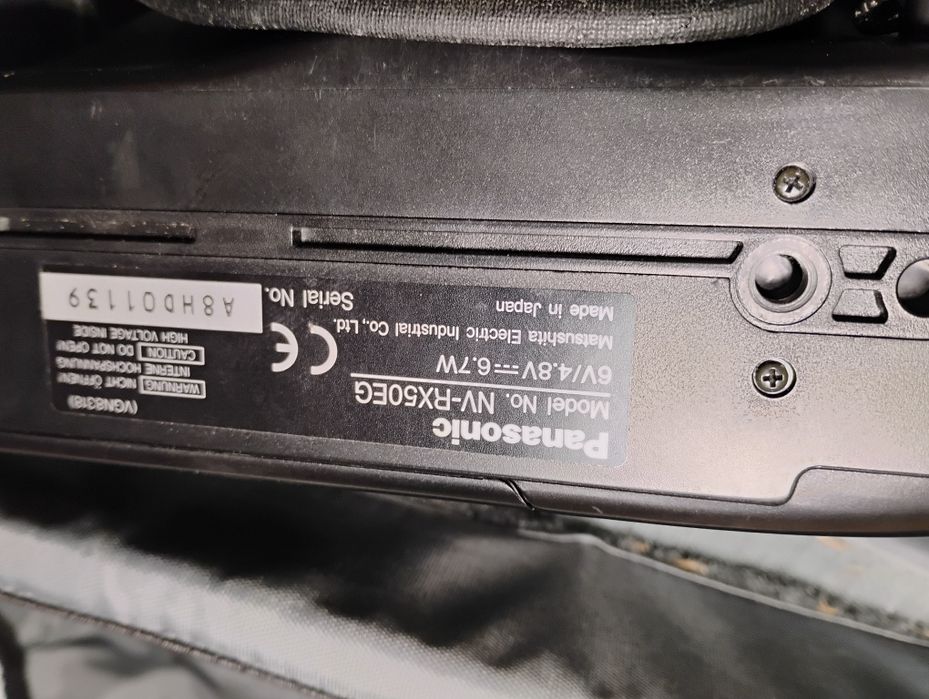 Panasonic
Model No. NV-RX50EG
6V/4.8V⎓6.7W
Matsushita Electric Industrial Co., Ltd.
Made in Japan
CE
Serial No.
(VGN8318)
WARNUNG NICHT ÖFFNEN!
INTERNE HOCHSPANNUNG
CAUTION DO NOT OPEN!
HIGH VOLTAGE INSIDE
A8HD01139